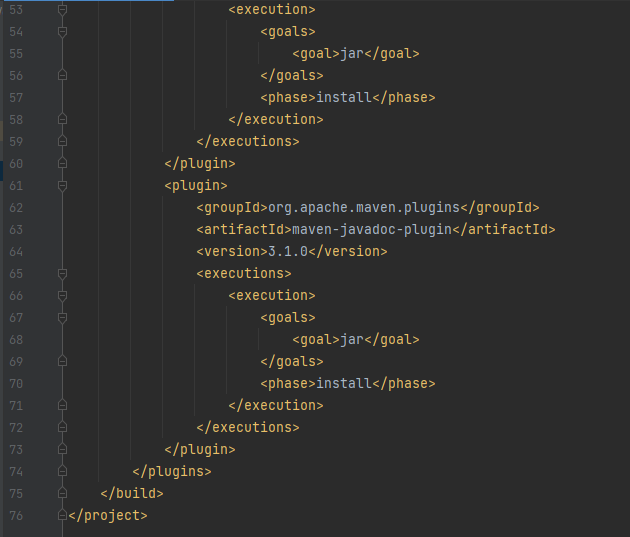 53 <execution>
54 <goals>
55 <goal>jar</goal>
56 </goals>
57 <phase>install</phase>
58 </execution>
59 </executions>
60 </plugin>
61 <plugin>
62 <groupId>org.apache.maven.plugins</groupId>
63 <artifactId>maven-javadoc-plugin</artifactId>
64 <version>3.1.0</version>
65 <executions>
66 <execution>
67 <goals>
68 <goal>jar</goal>
69 </goals>
70 <phase>install</phase>
71 </execution>
72 </executions>
73 </plugin>
74 </plugins>
75 </build>
76 </project>